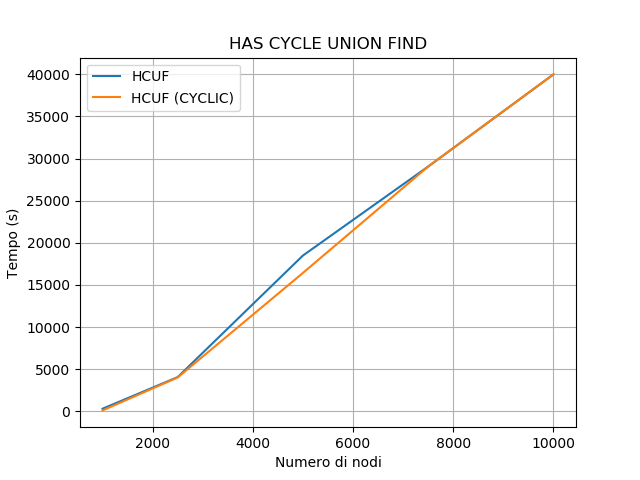 HAS CYCLE UNION FIND
HCUF
HCUF (CYCLIC)
40000
35000
30000
25000
20000
15000
10000
5000
0
Tempo (s)
2000
4000
6000
8000
10000
Numero di nodi